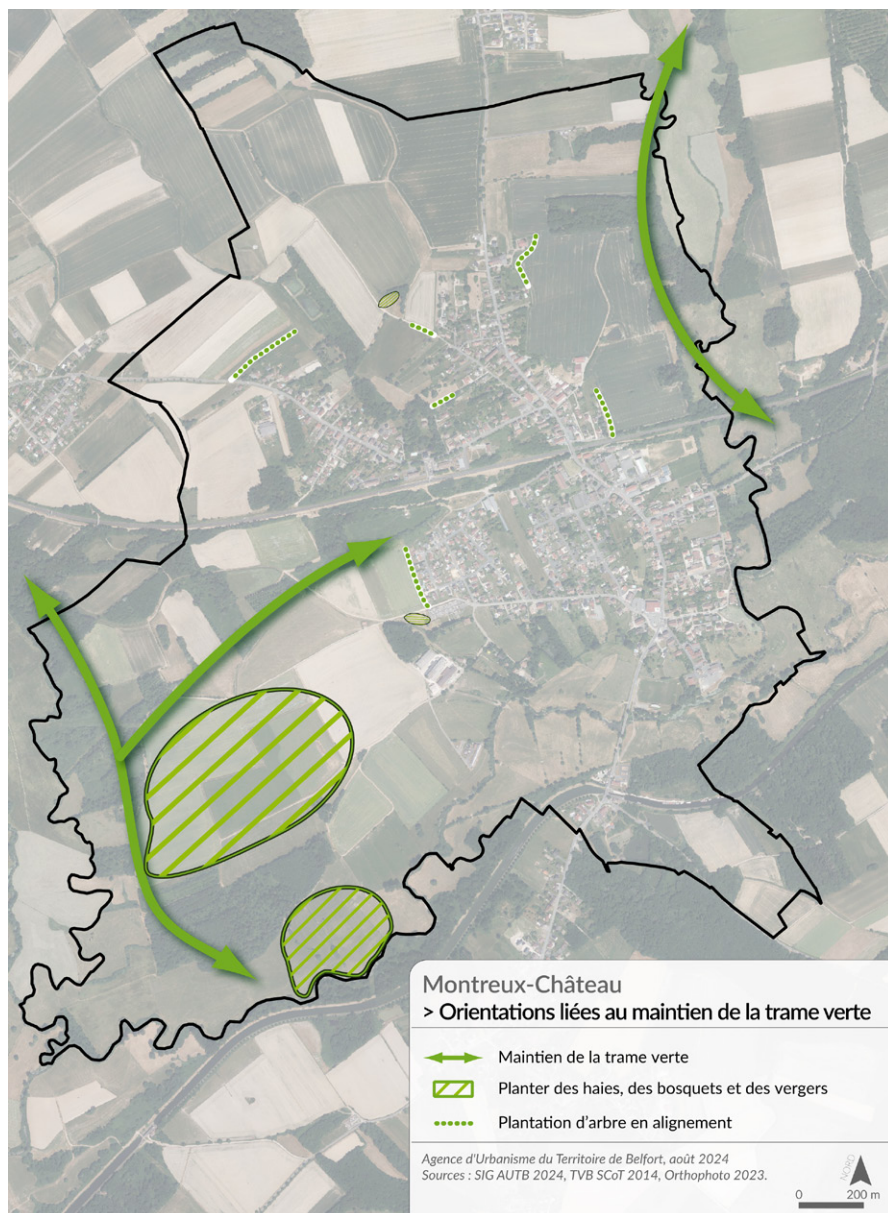 Montreux-Château
> Orientations liées au maintien de la trame verte
Maintien de la trame verte
Planter des haies, des bosquets et des vergers
Plantation d'arbre en alignement
Agence d'Urbanisme du Territoire de Belfort, août 2024
Sources : SIG AUTB 2024, TVB SCoT 2014, Orthophoto 2023.
NORD
0 200 m